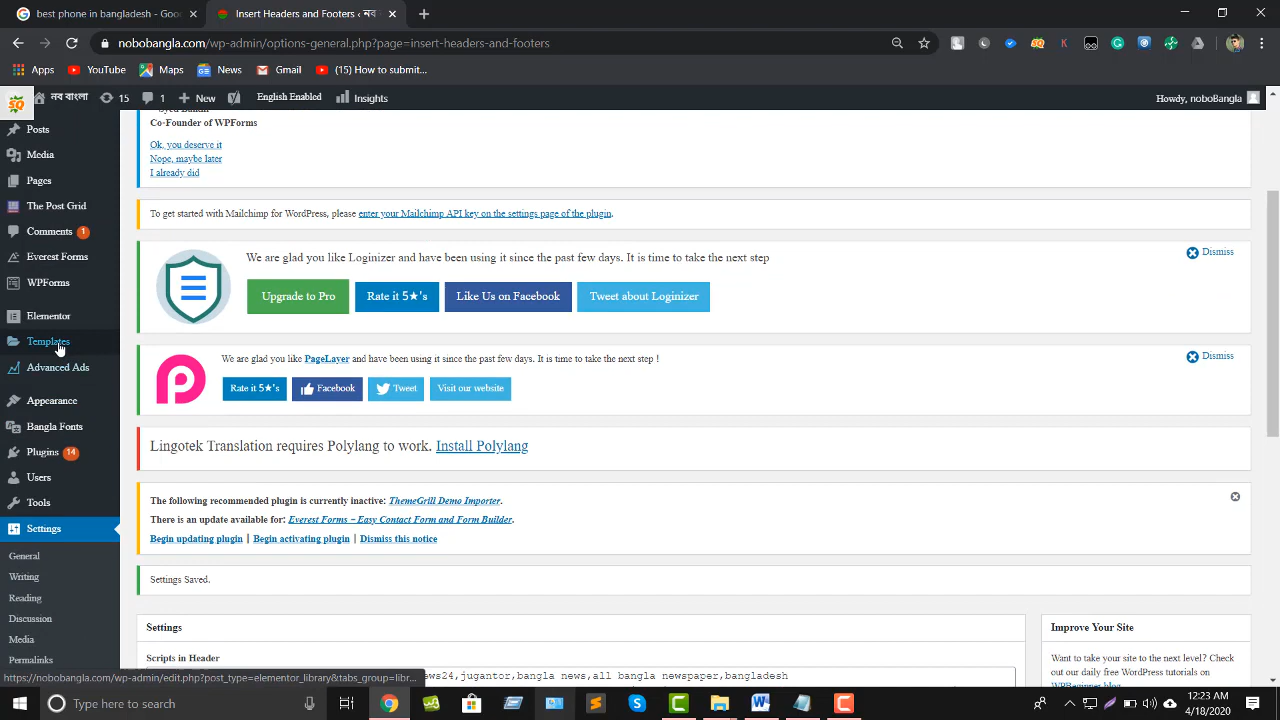 best phone in bangladesh - Goo
Insert Headers and Footers ‹ নব
nobobangla.com/wp-admin/options-general.php?page=insert-headers-and-footers
Apps
YouTube
Maps
News
Gmail
(15) How to submit...
SQ
নব বাংলা
15
1
New
English Enabled
Insights
Howdy, noboBangla
Posts
Media
Pages
The Post Grid
Comments 1
Everest Forms
WPForms
Elementor
Templates
Advanced Ads
Appearance
Bangla Fonts
Plugins 14
Users
Tools
Settings
General
Writing
Reading
Discussion
Media
Permalinks
Co-Founder of WPForms
Ok, you deserve it
Nope, maybe later
I already did
To get started with Mailchimp for WordPress, please enter your Mailchimp API key on the settings page of the plugin.
We are glad you like Loginizer and have been using it since the past few days. It is time to take the next step
Dismiss
Upgrade to Pro
Rate it 5★'s
Like Us on Facebook
Tweet about Loginizer
We are glad you like PageLayer and have been using it since the past few days. It is time to take the next step !
Dismiss
Rate it 5★'s
Facebook
Tweet
Visit our website
Lingotek Translation requires Polylang to work. Install Polylang
The following recommended plugin is currently inactive: ThemeGrill Demo Importer.
There is an update available for: Everest Forms – Easy Contact Form and Form Builder.
Begin updating plugin | Begin activating plugin | Dismiss this notice
Settings Saved.
Settings
Scripts in Header
news24,jugantor,bangla news,all bangla newspaper,bangladesh
Improve Your Site
Want to take your site to the next level? Check
out our daily free WordPress tutorials on
WPBeginner blog
https://nobobangla.com/wp-admin/edit.php?post_type=elementor_library&tabs_group=libr...
Type here to search
12:23 AM
4/18/2020